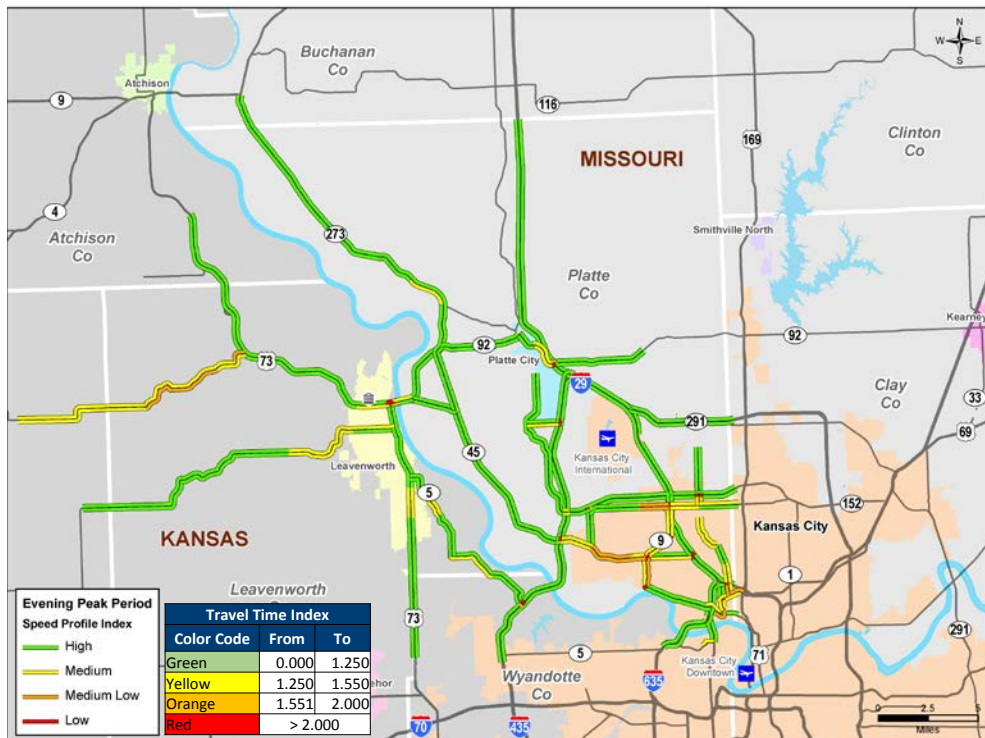 N
W E
S
Buchanan
Co
Atchison
9
116
Clinton
Co
MISSOURI
169
4
Smithville North
Atchison
Co
273
Platte
Co
Kearney
92
92
Platte City
73
29
Clay
Co
33
291
69
45
Kansas City
International
Leavenworth
5
152
Kansas City
KANSAS
9
1
Leavenworth
Evening Peak Period
Speed Profile Index
High
Medium
Medium Low
Low
Travel Time Index
Color Code From To
Green 0.000 1.250
Yellow 1.250 1.550
Orange 1.551 2.000
Red > 2.000
73
5
291
71
Kansas City
Downtown
Wyandotte
Co
635
70
435
0 2.5 5
Miles